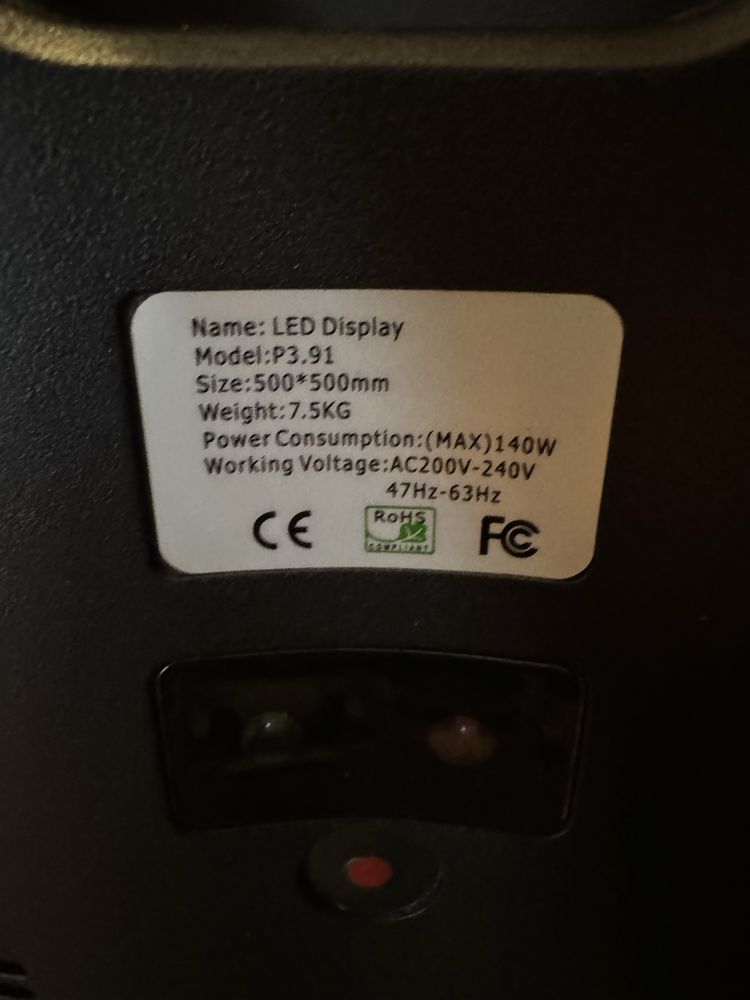 Name: LED Display
Model:P3.91
Size:500*500mm
Weight:7.5KG
Power Consumption:(MAX)140W
Working Voltage:AC200V-240V
47Hz-63Hz
CE RoHS FC
COMPLIANT